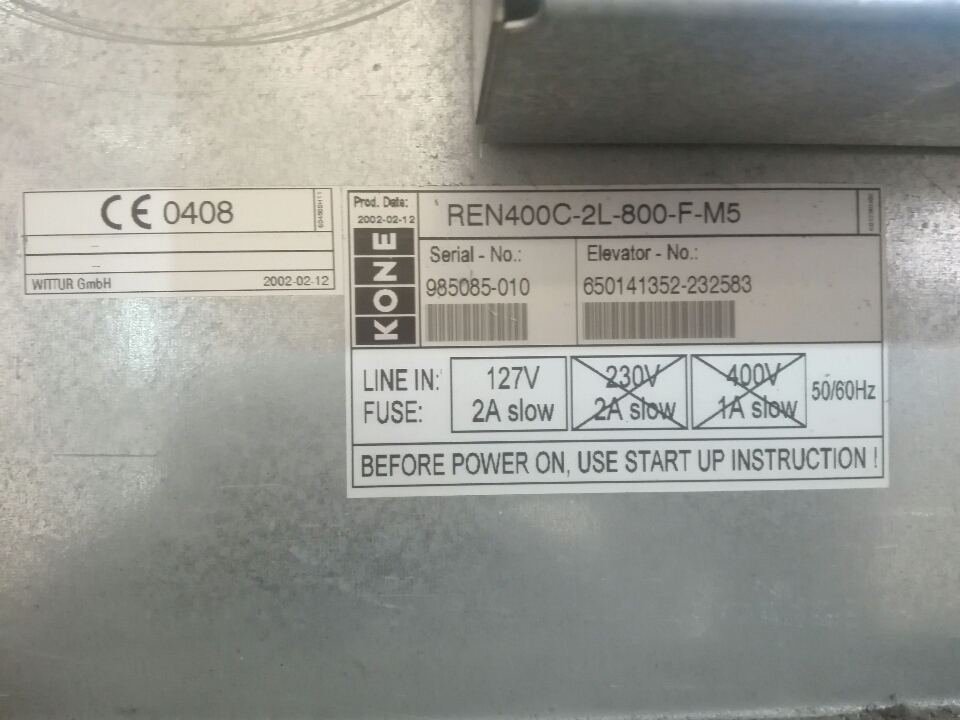 CE 0408
WITTUR GmbH 2002-02-12
Prod. Date:
2002-02-12
KONE
REN400C-2L-800-F-M5
Serial - No.:
985085-010
Elevator - No.:
650141352-232583
LINE IN: 127V 230V 400V 50/60Hz
FUSE: 2A slow 2A slow 1A slow
BEFORE POWER ON, USE START UP INSTRUCTION !